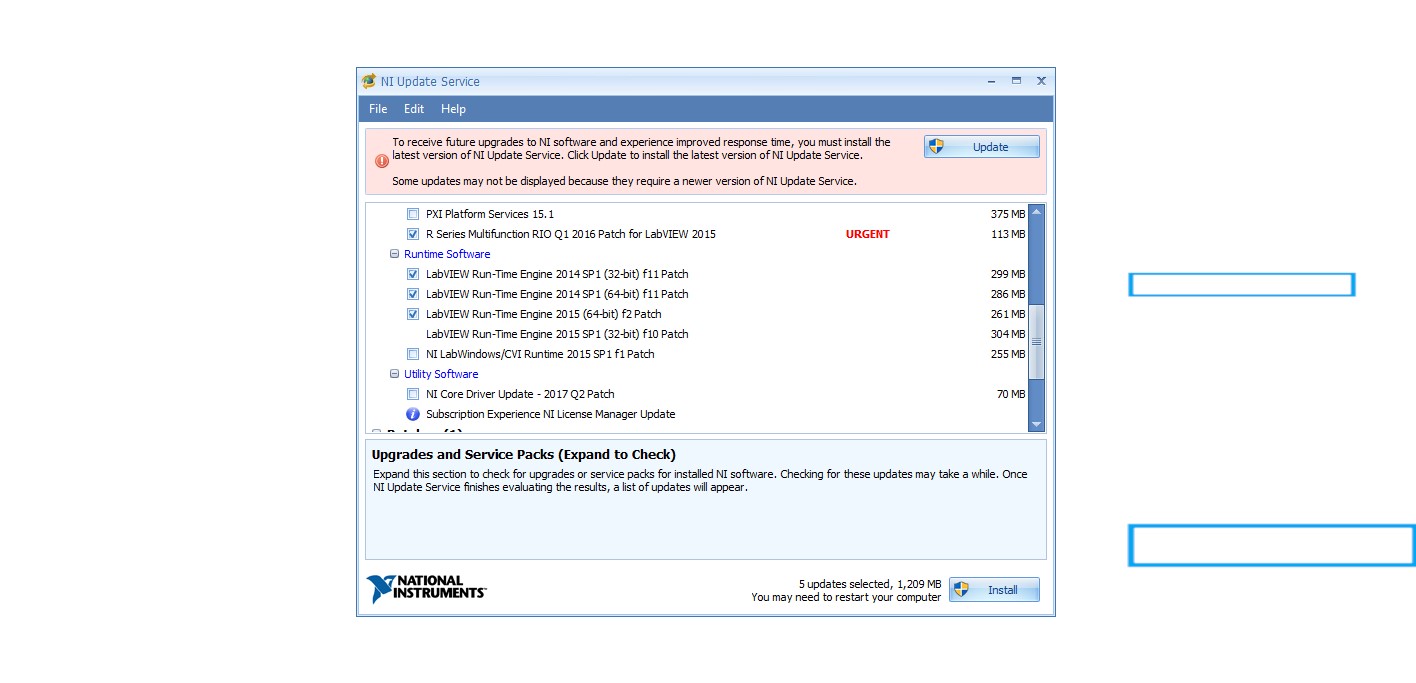 NI Update Service
File Edit Help
To receive future upgrades to NI software and experience improved response time, you must install the
latest version of NI Update Service. Click Update to install the latest version of NI Update Service.
Some updates may not be displayed because they require a newer version of NI Update Service.
Update
PXI Platform Services 15.1 375 MB
R Series Multifunction RIO Q1 2016 Patch for LabVIEW 2015 URGENT 113 MB
Runtime Software
LabVIEW Run-Time Engine 2014 SP1 (32-bit) f11 Patch 299 MB
LabVIEW Run-Time Engine 2014 SP1 (64-bit) f11 Patch 286 MB
LabVIEW Run-Time Engine 2015 (64-bit) f2 Patch 261 MB
LabVIEW Run-Time Engine 2015 SP1 (32-bit) f10 Patch 304 MB
NI LabWindows/CVI Runtime 2015 SP1 f1 Patch 255 MB
Utility Software
NI Core Driver Update - 2017 Q2 Patch 70 MB
Subscription Experience NI License Manager Update
Upgrades and Service Packs (Expand to Check)
Expand this section to check for upgrades or service packs for installed NI software. Checking for these updates may take a while. Once
NI Update Service finishes evaluating the results, a list of updates will appear.
NATIONAL
INSTRUMENTS™
5 updates selected, 1,209 MB
You may need to restart your computer
Install